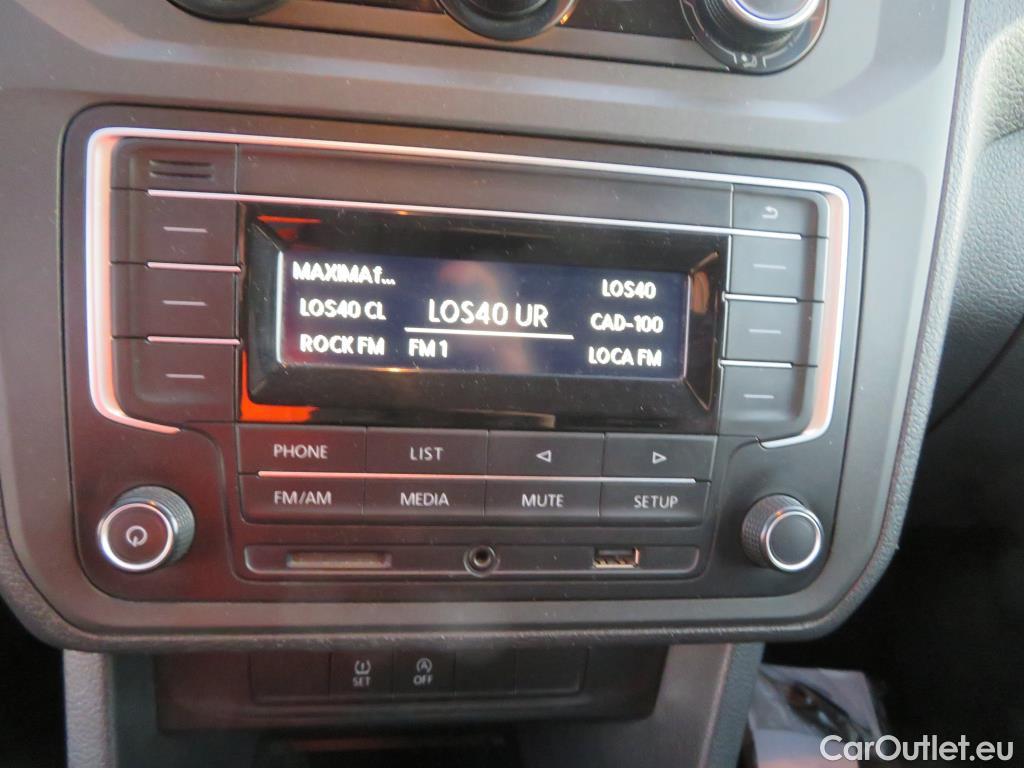 MAXIMA f...
LOS40 CL
ROCK FM
LOS40 UR
FM 1
LOS40
CAD-100
LOCA FM
PHONE LIST
FM/AM MEDIA MUTE SETUP
SET OFF
CarOutlet.eu